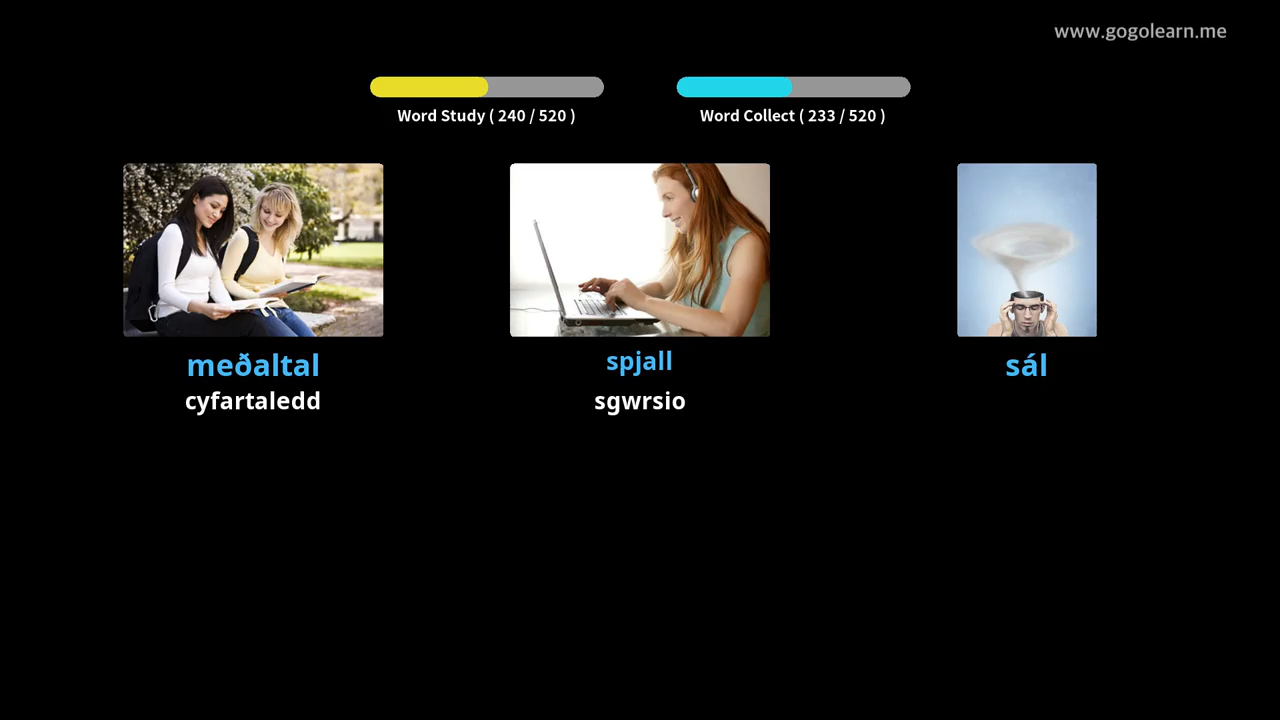 www.gogolearn.me
Word Study ( 240 / 520 )
Word Collect ( 233 / 520 )
meðaltal
cyfartaledd
spjall
sgwrsio
sál